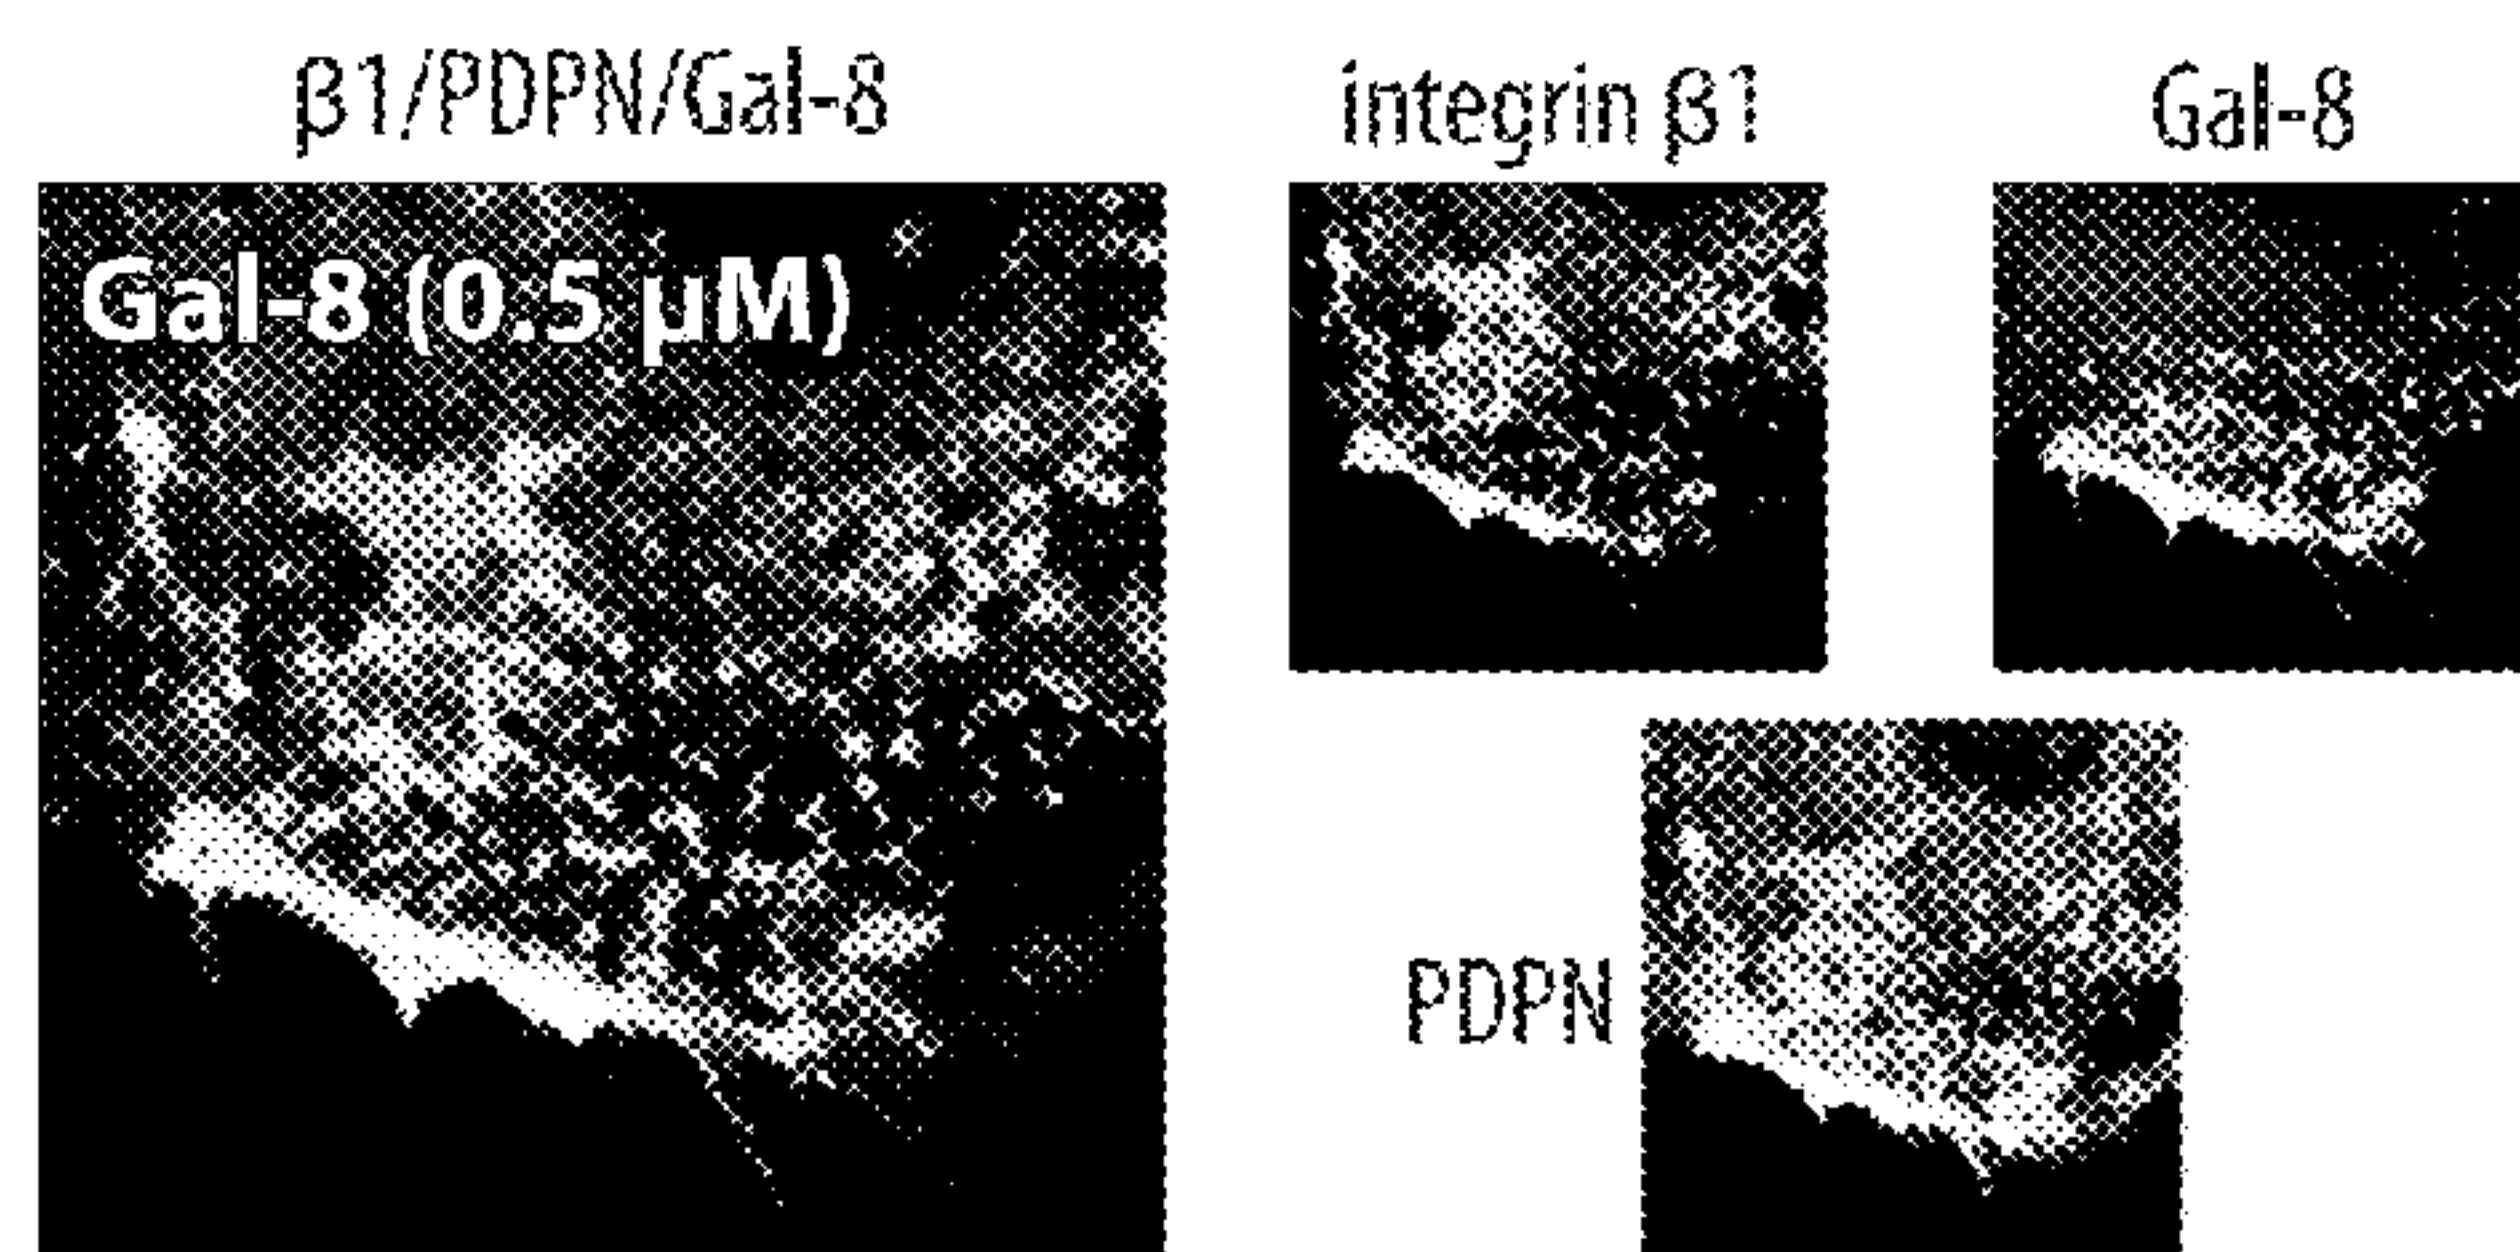 β1/PDPN/Gal-8
integrin β1
Gal-8
Gal-8 (0.5 μM)
PDPN